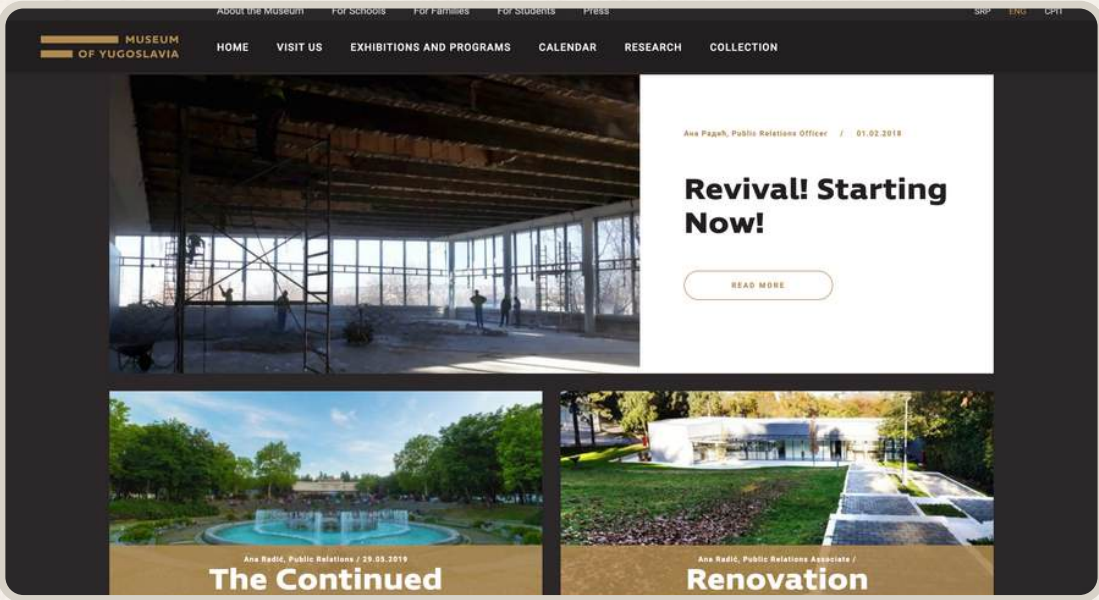 About the Museum For Schools For Families For Students Press SRP ENG СРП
MUSEUM
OF YUGOSLAVIA
HOME VISIT US EXHIBITIONS AND PROGRAMS CALENDAR RESEARCH COLLECTION
Ана Радић, Public Relations Officer / 01.02.2018
Revival! Starting
Now!
READ MORE
Ana Radić, Public Relations / 29.05.2019
The Continued
Ana Radić, Public Relations Associate /
Renovation